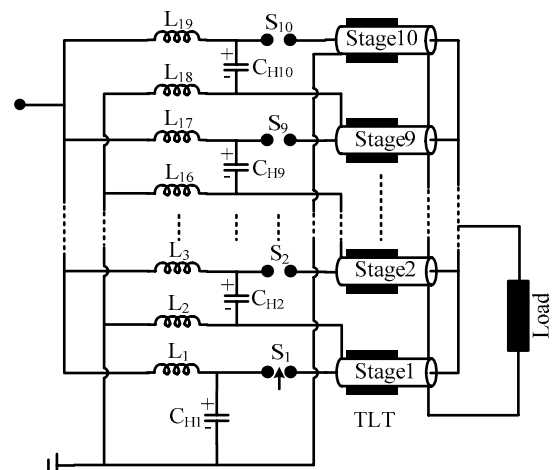 L19 S10 Stage10
+
- CH10
L18
L17 S9 Stage9
+
- CH9
L16
L3 S2 Stage2
+
- CH2
L2
L1 S1 Stage1
+
- CH1
TLT
Load